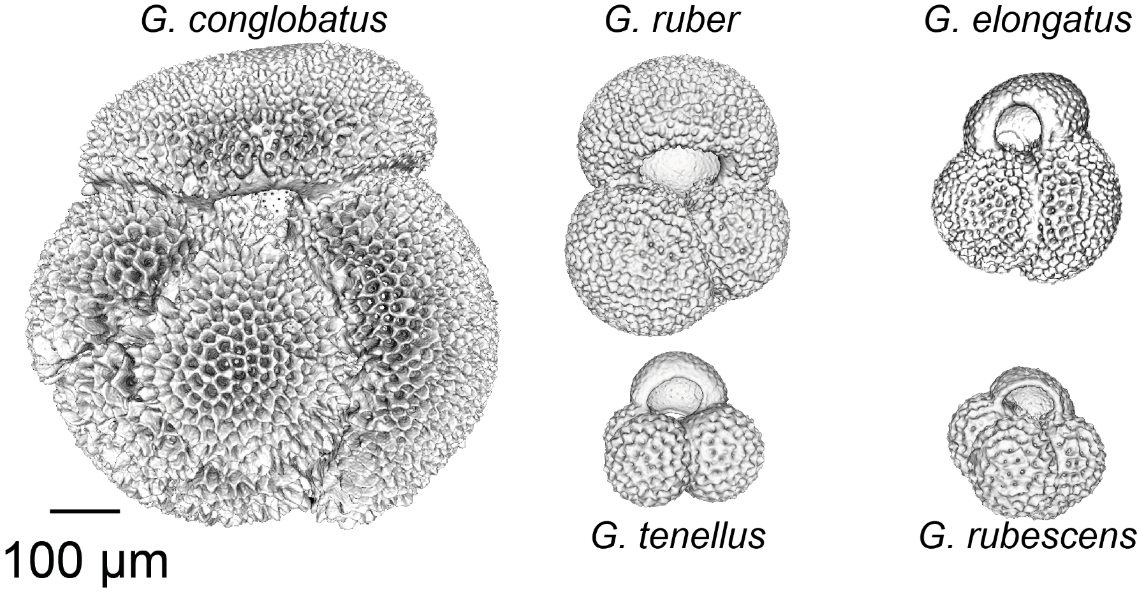 G. conglobatus
G. ruber
G. elongatus
G. tenellus
G. rubescens
100 µm